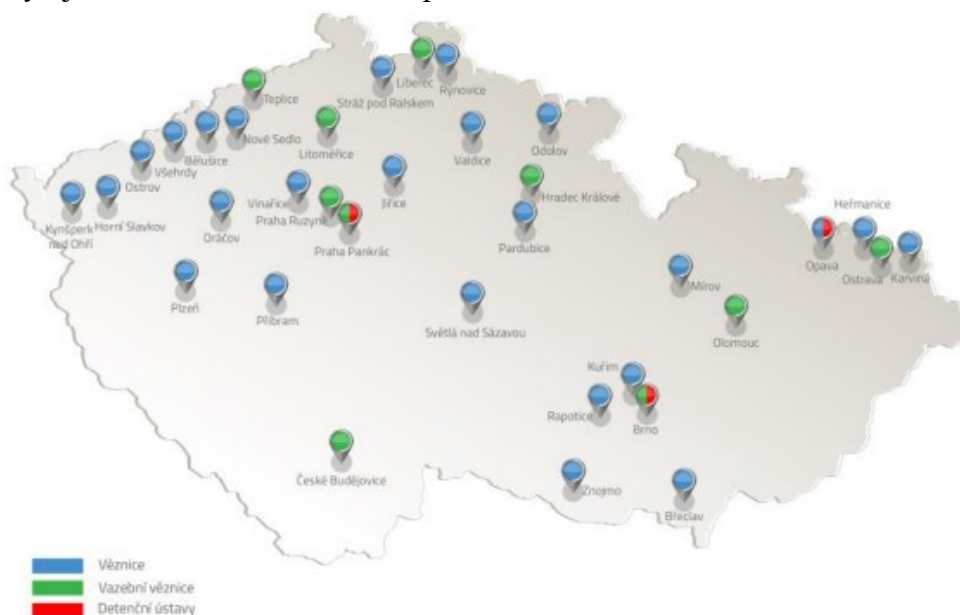 Liberec
Rýnovice
Stráž pod Ralskem
Teplice
Nové Sedlo
Litoměřice
Valdice
Odolov
Bělušice
Všehrdy
Ostrov
Hradec Králové
Jiřice
Vinařice
Praha Ruzyně
Kynšperk
nad Ohří
Horní Slavkov
Oráčov
Praha Pankrác
Pardubice
Heřmanice
Opava
Ostrava
Karviná
Mírov
Plzeň
Příbram
Světlá nad Sázavou
Olomouc
Kuřim
Rapotice
Brno
České Budějovice
Znojmo
Břeclav
Věznice
Vazební věznice
Detenční ústavy